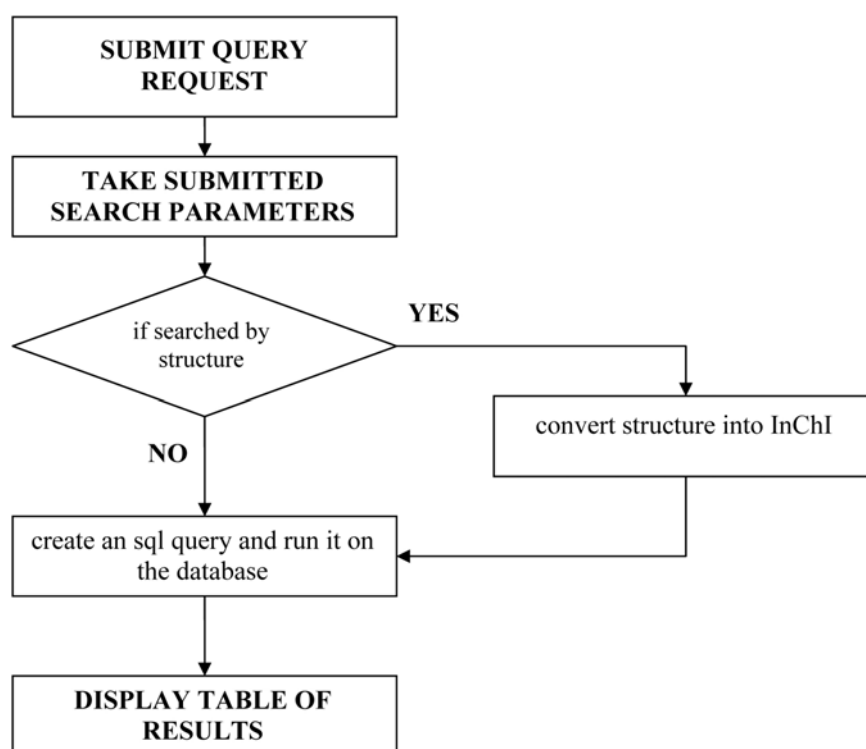 SUBMIT QUERY
REQUEST
TAKE SUBMITTED
SEARCH PARAMETERS
if searched by
structure
YES
convert structure into InChI
NO
create an sql query and run it on
the database
DISPLAY TABLE OF
RESULTS